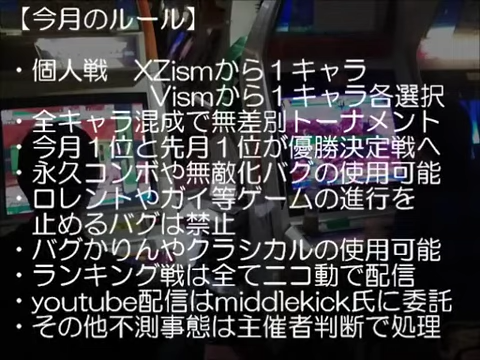 【今月のルール】
・個人戦　XZismから１キャラ
Vismから１キャラ各選択
・全キャラ混成で無差別トーナメント
・今月１位と先月１位が優勝決定戦へ
・永久コンボや無敵化バグの使用可能
・ロレントやガイ等ゲームの進行を
止めるバグは禁止
・バグかりんやクラシカルの使用可能
・ランキング戦は全てニコ動で配信
・youtube配信はmiddlekick氏に委託
・その他不測事態は主催者判断で処理